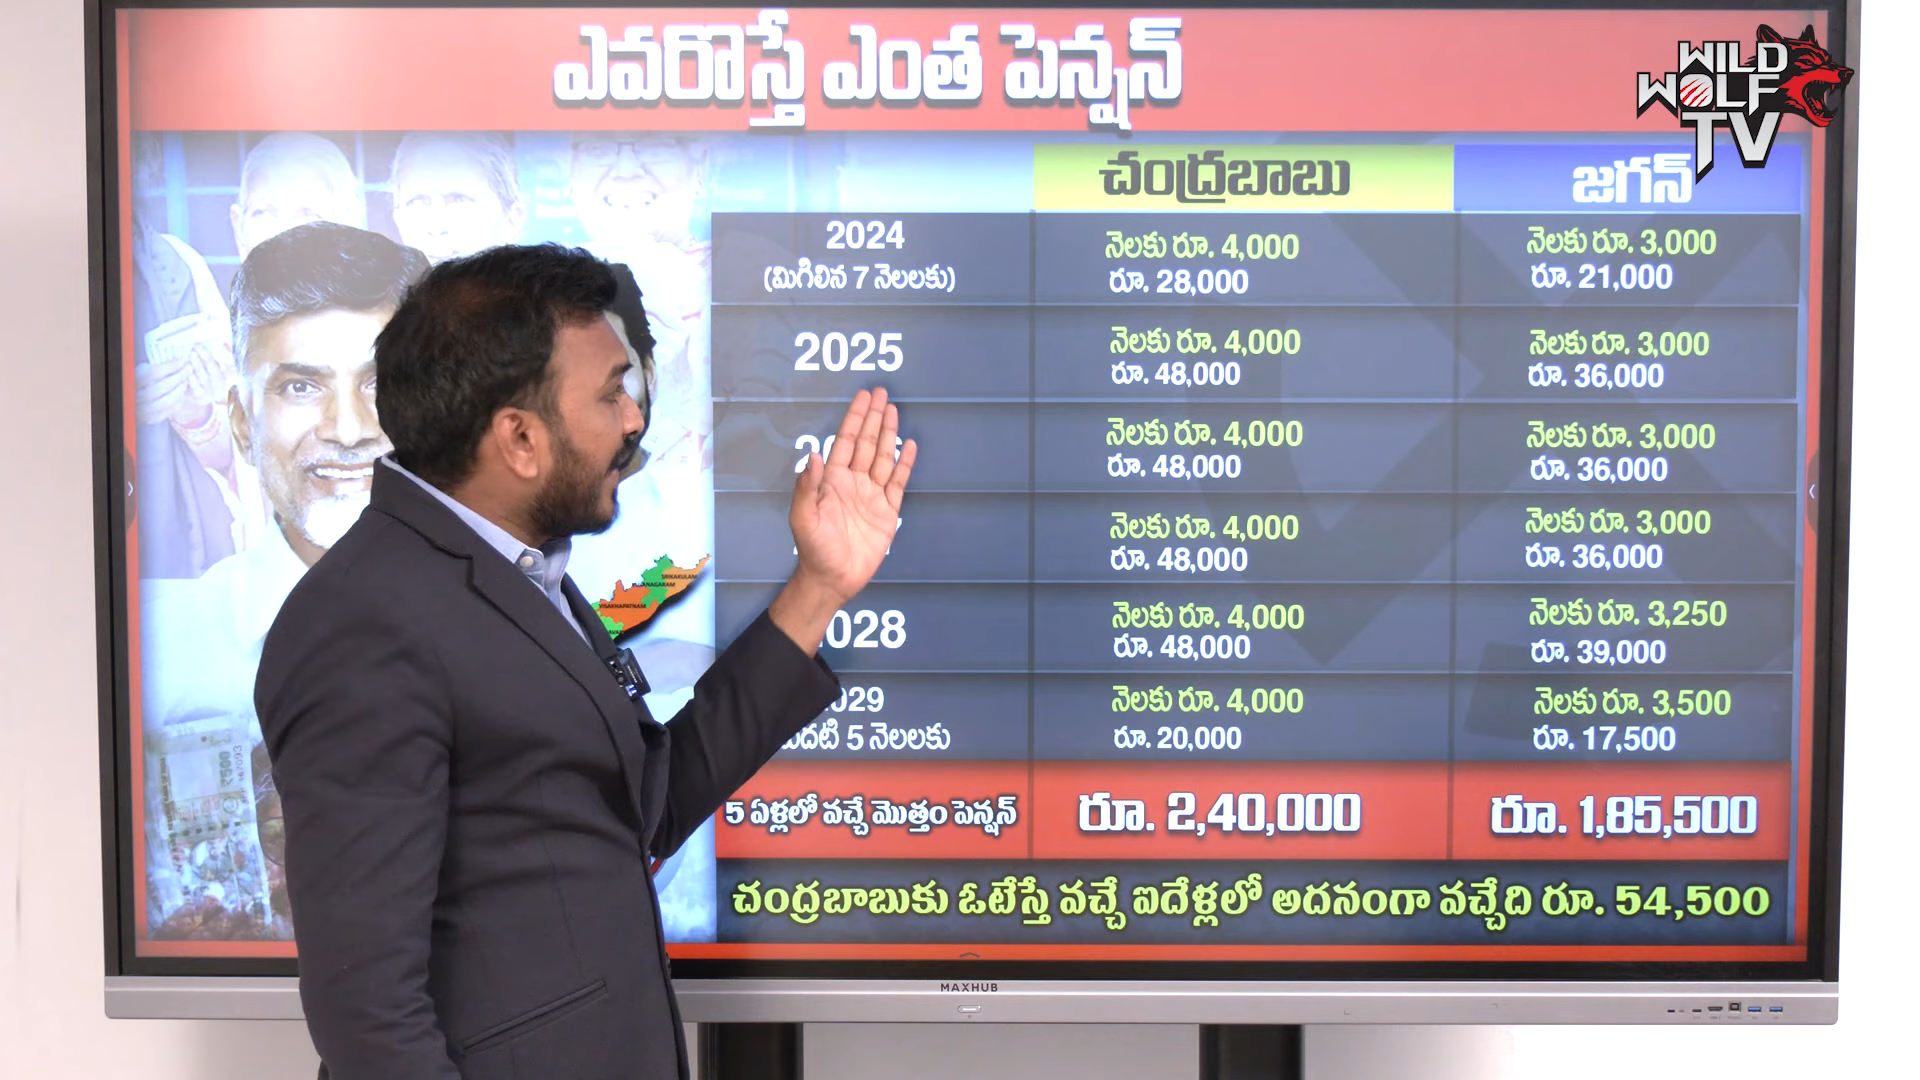 ఎవరొస్తే ఎంత పెన్షన్
WILD
WOLF
TV
చంద్రబాబు జగన్
2024 నెలకు రూ. 4,000 నెలకు రూ. 3,000
(మిగిలిన 7 నెలలకు) రూ. 28,000 రూ. 21,000
2025 నెలకు రూ. 4,000 నెలకు రూ. 3,000
రూ. 48,000 రూ. 36,000
నెలకు రూ. 4,000 నెలకు రూ. 3,000
రూ. 48,000 రూ. 36,000
నెలకు రూ. 4,000 నెలకు రూ. 3,000
రూ. 48,000 రూ. 36,000
028 నెలకు రూ. 4,000 నెలకు రూ. 3,250
రూ. 48,000 రూ. 39,000
029 నెలకు రూ. 4,000 నెలకు రూ. 3,500
5 నెలలకు రూ. 20,000 రూ. 17,500
5 ఏళ్లలో వచ్చే మొత్తం పెన్షన్ రూ. 2,40,000 రూ. 1,85,500
చంద్రబాబుకు ఓటేస్తే వచ్చే ఐదేళ్లలో అదనంగా వచ్చేది రూ. 54,500
SRIKAKULAM
VISAKHAPATNAM
MAXHUB